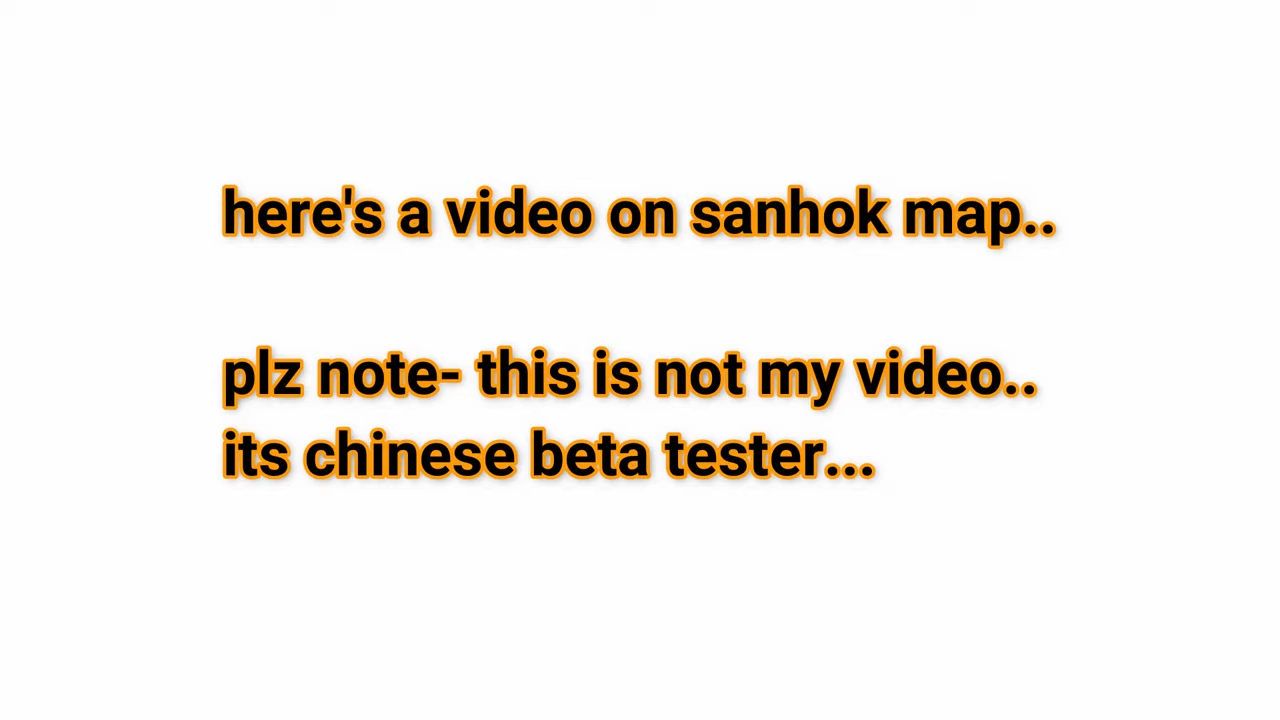 here's a video on sanhok map..
plz note- this is not my video..
its chinese beta tester...